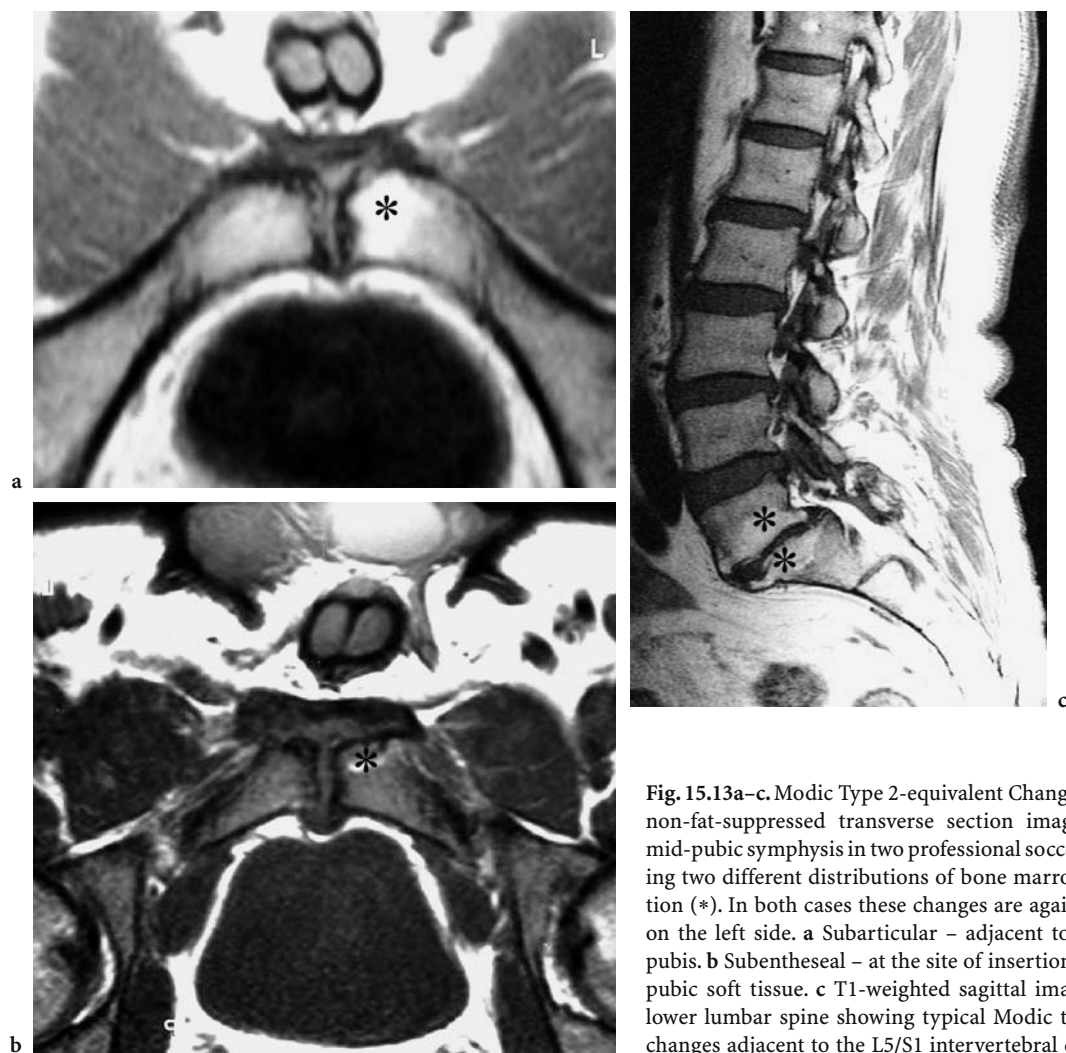 L
a
b
c
Fig. 15.13a–c. Modic Type 2-equivalent Chang
non-fat-suppressed transverse section imag
mid-pubic symphysis in two professional socc
ing two different distributions of bone marro
tion (*). In both cases these changes are agai
on the left side. a Subarticular – adjacent to
pubis. b Subentheseal – at the site of insertion
pubic soft tissue. c T1-weighted sagittal ima
lower lumbar spine showing typical Modic t
changes adjacent to the L5/S1 intervertebral